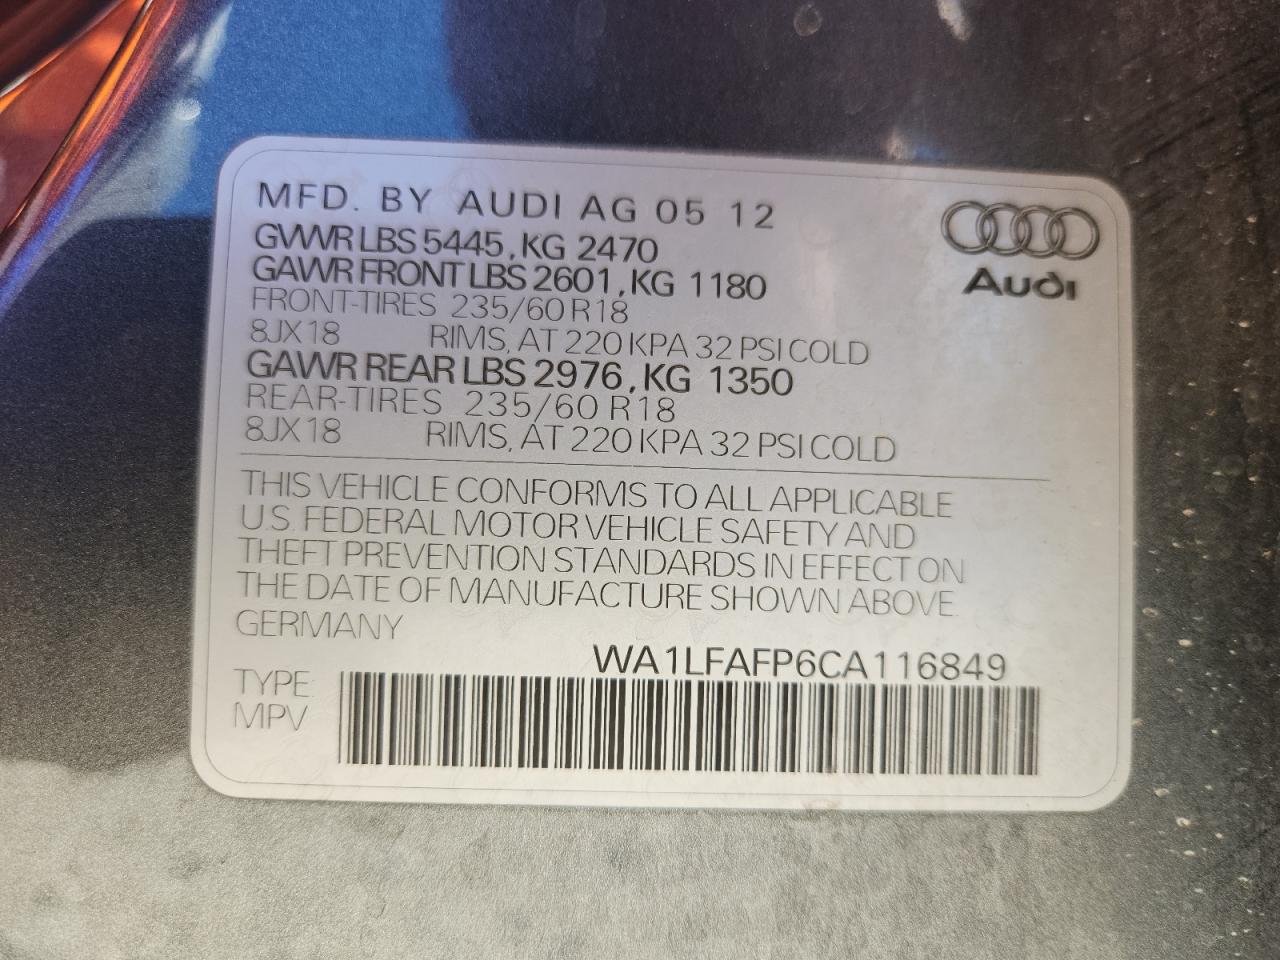 MFD. BY AUDI AG 05 12
GVWR LBS 5445, KG 2470
GAWR FRONT LBS 2601, KG 1180
FRONT-TIRES 235/60 R18
8JX18 RIMS, AT 220 KPA 32 PSI COLD
GAWR REAR LBS 2976, KG 1350
REAR-TIRES 235/60 R18
8JX18 RIMS, AT 220 KPA 32 PSI COLD
Audi
THIS VEHICLE CONFORMS TO ALL APPLICABLE
U.S. FEDERAL MOTOR VEHICLE SAFETY AND
THEFT PREVENTION STANDARDS IN EFFECT ON
THE DATE OF MANUFACTURE SHOWN ABOVE.
GERMANY
WA1LFAFP6CA116849
TYPE:
MPV